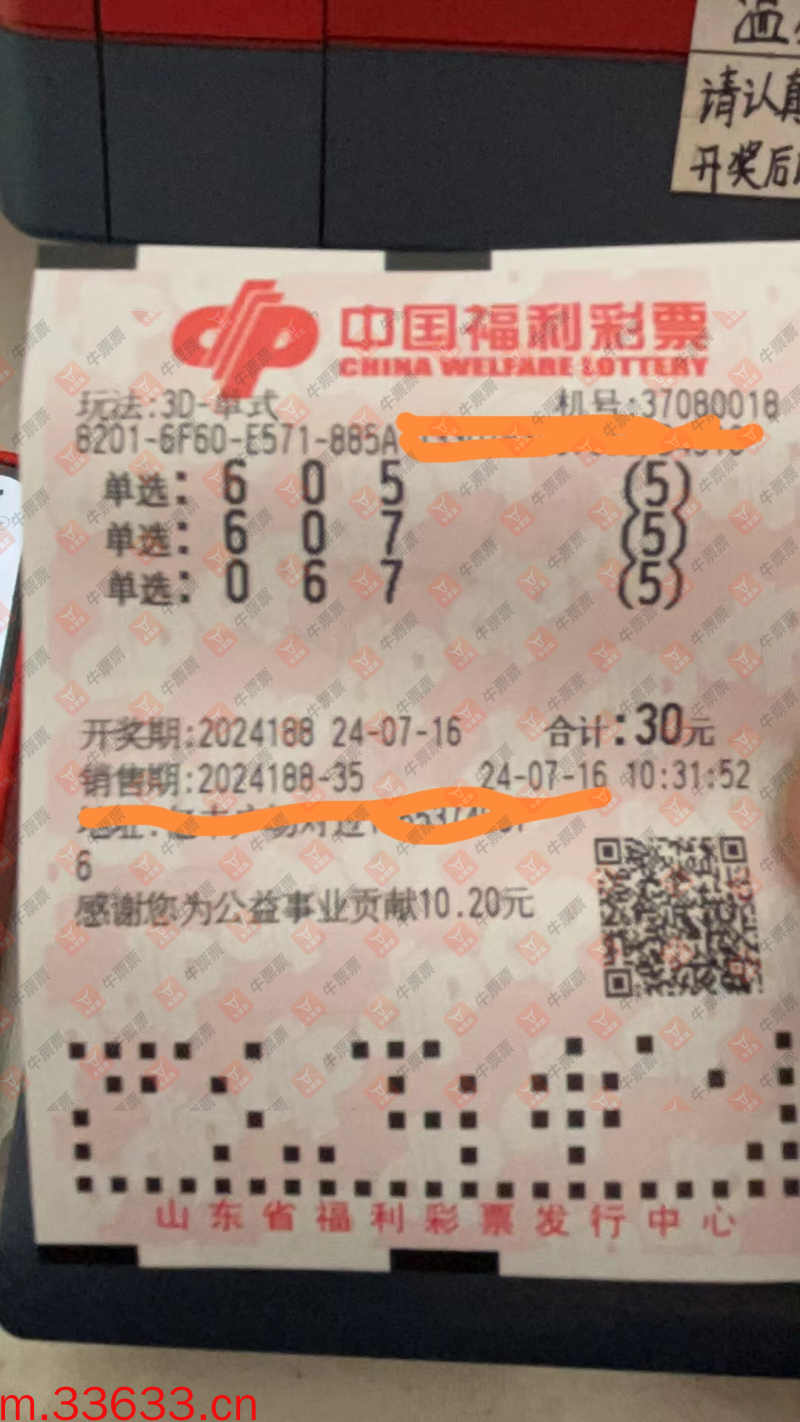 请认
开奖后
中国福利彩票
CHINA WELFARE LOTTERY
玩法:3D-单式 机号:37080018
8201-6F60-E571-885A
单选: 6 0 5 (5)
单选: 6 0 7 (5)
单选: 0 6 7 (5)
开奖期:2024188 24-07-16 合计:30元
销售期:2024188-35 24-07-16 10:31:52
地址:
6
感谢您为公益事业贡献10.20元
山东省福利彩票发行中心
牛票票
m.33633.cn